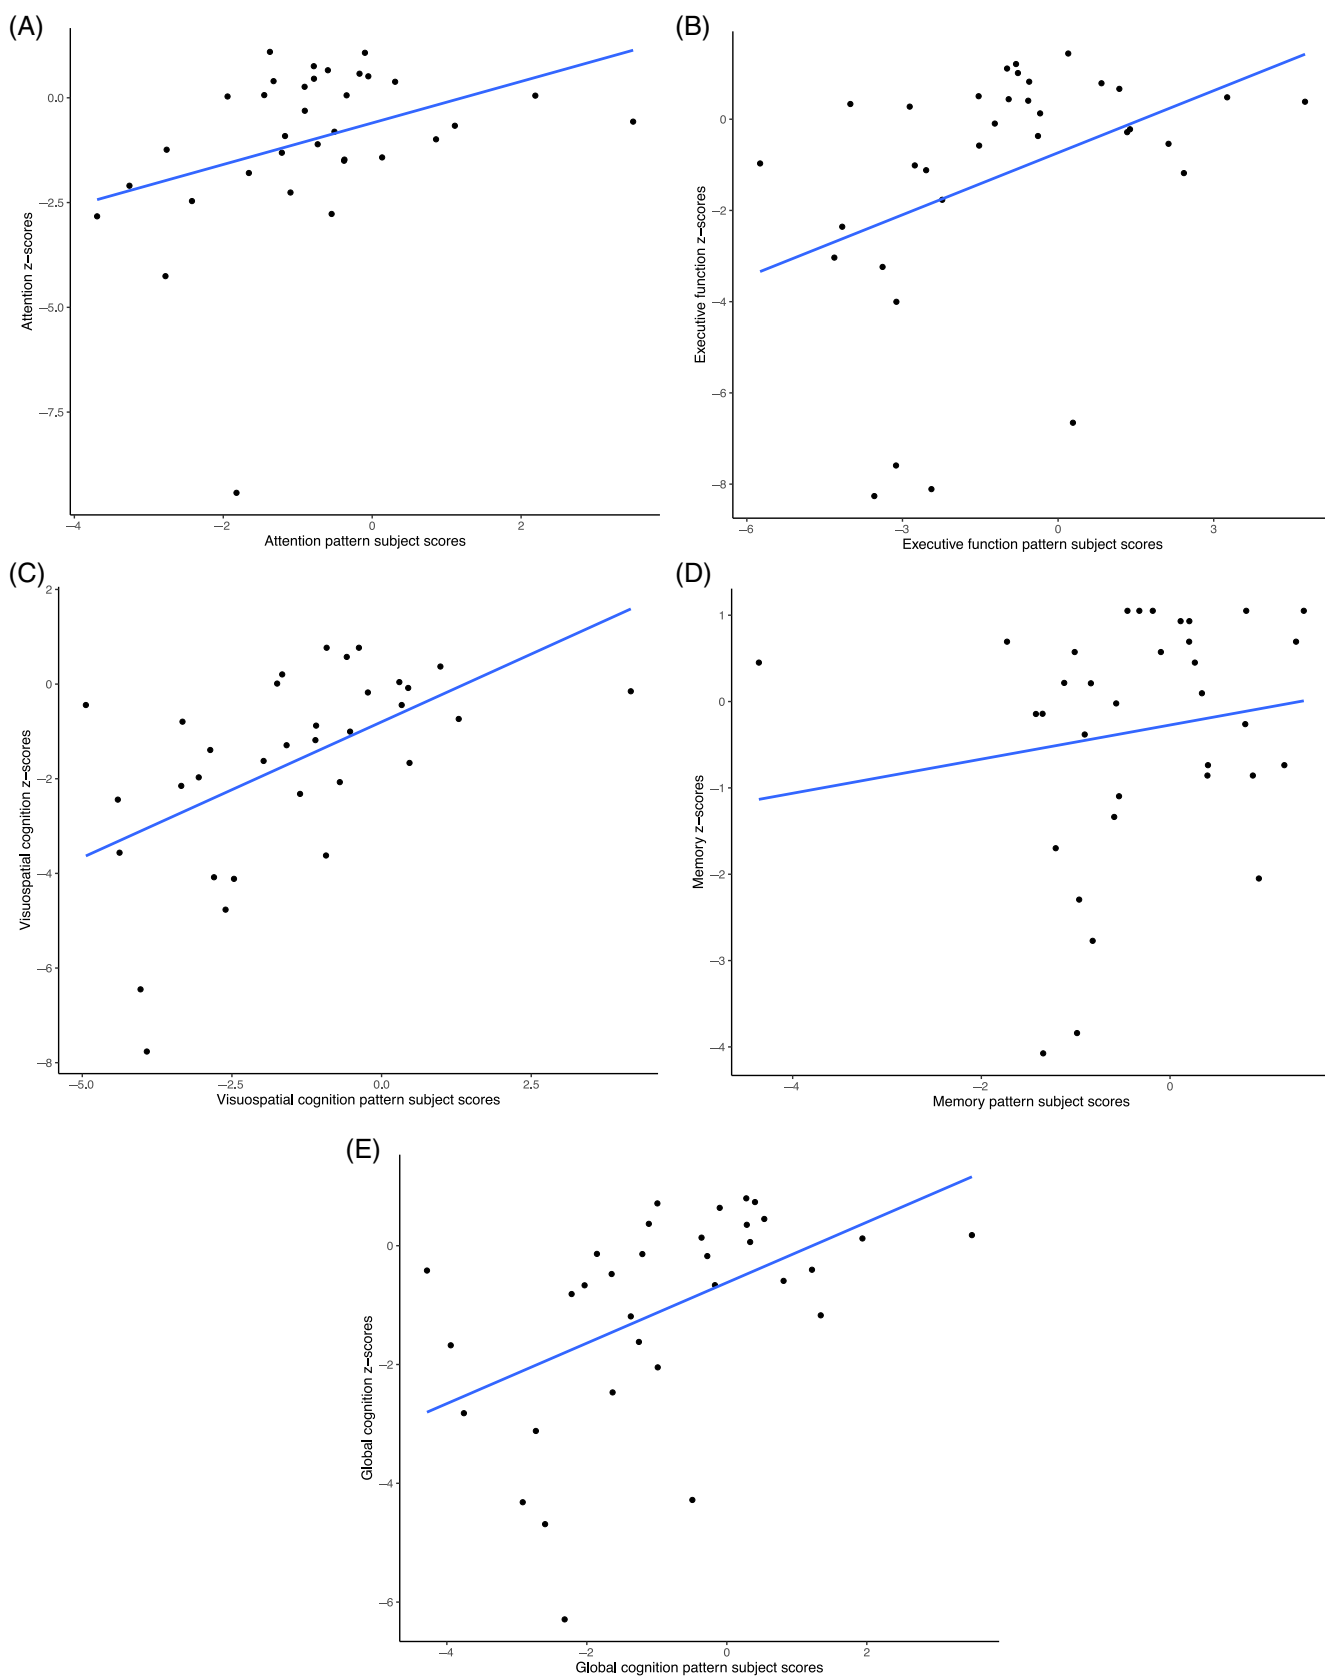 (A)
0.0
−2.5
−5.0
−7.5
Attention z−scores
−4
−2
0
2
Attention pattern subject scores
(B)
0
−2
−4
−6
−8
Executive function z−scores
−6
−3
0
3
Executive function pattern subject scores
(C)
2
0
−2
−4
−6
−8
Visuospatial cognition z−scores
−5.0
−2.5
0.0
2.5
Visuospatial cognition pattern subject scores
(D)
1
0
−1
−2
−3
−4
Memory z−scores
−4
−2
0
Memory pattern subject scores
(E)
0
−2
−4
−6
Global cognition z−scores
−4
−2
0
2
Global cognition pattern subject scores